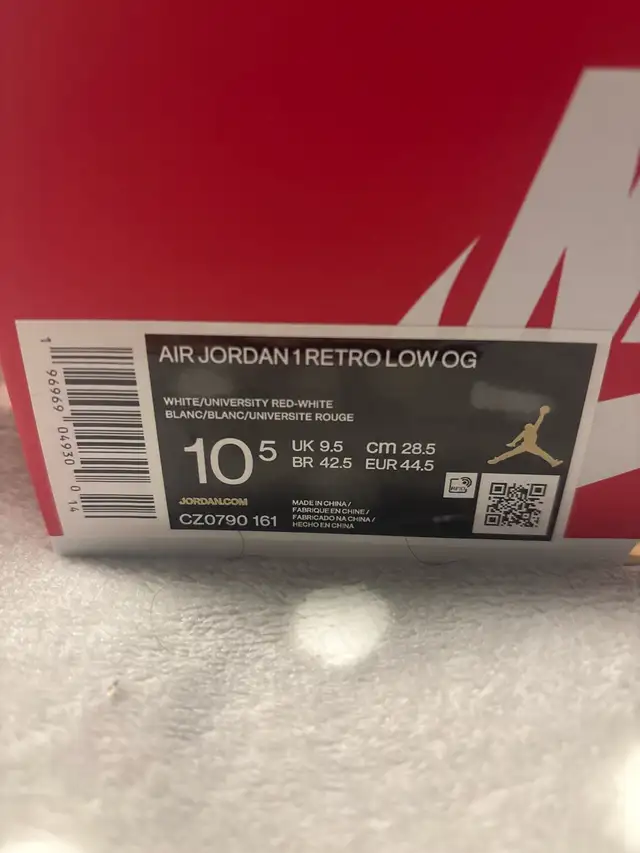 AIR JORDAN 1 RETRO LOW OG
WHITE/UNIVERSITY RED-WHITE
BLANC/BLANC/UNIVERSITE ROUGE
10 5
UK 9.5 cm 28.5
BR 42.5 EUR 44.5
JORDAN.COM
CZ0790 161
MADE IN CHINA /
FABRIQUE EN CHINE /
FABRICADO NA CHINA /
HECHO EN CHINA
RFID
1 96969 04930 0 14